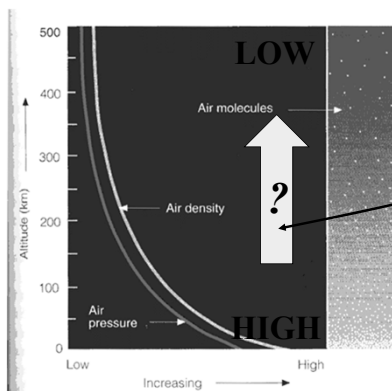 500
LOW
400
Air molecules
300
?
Air density
200
Altitude (km)
100
Air
pressure
HIGH
0
Low
High
Increasing